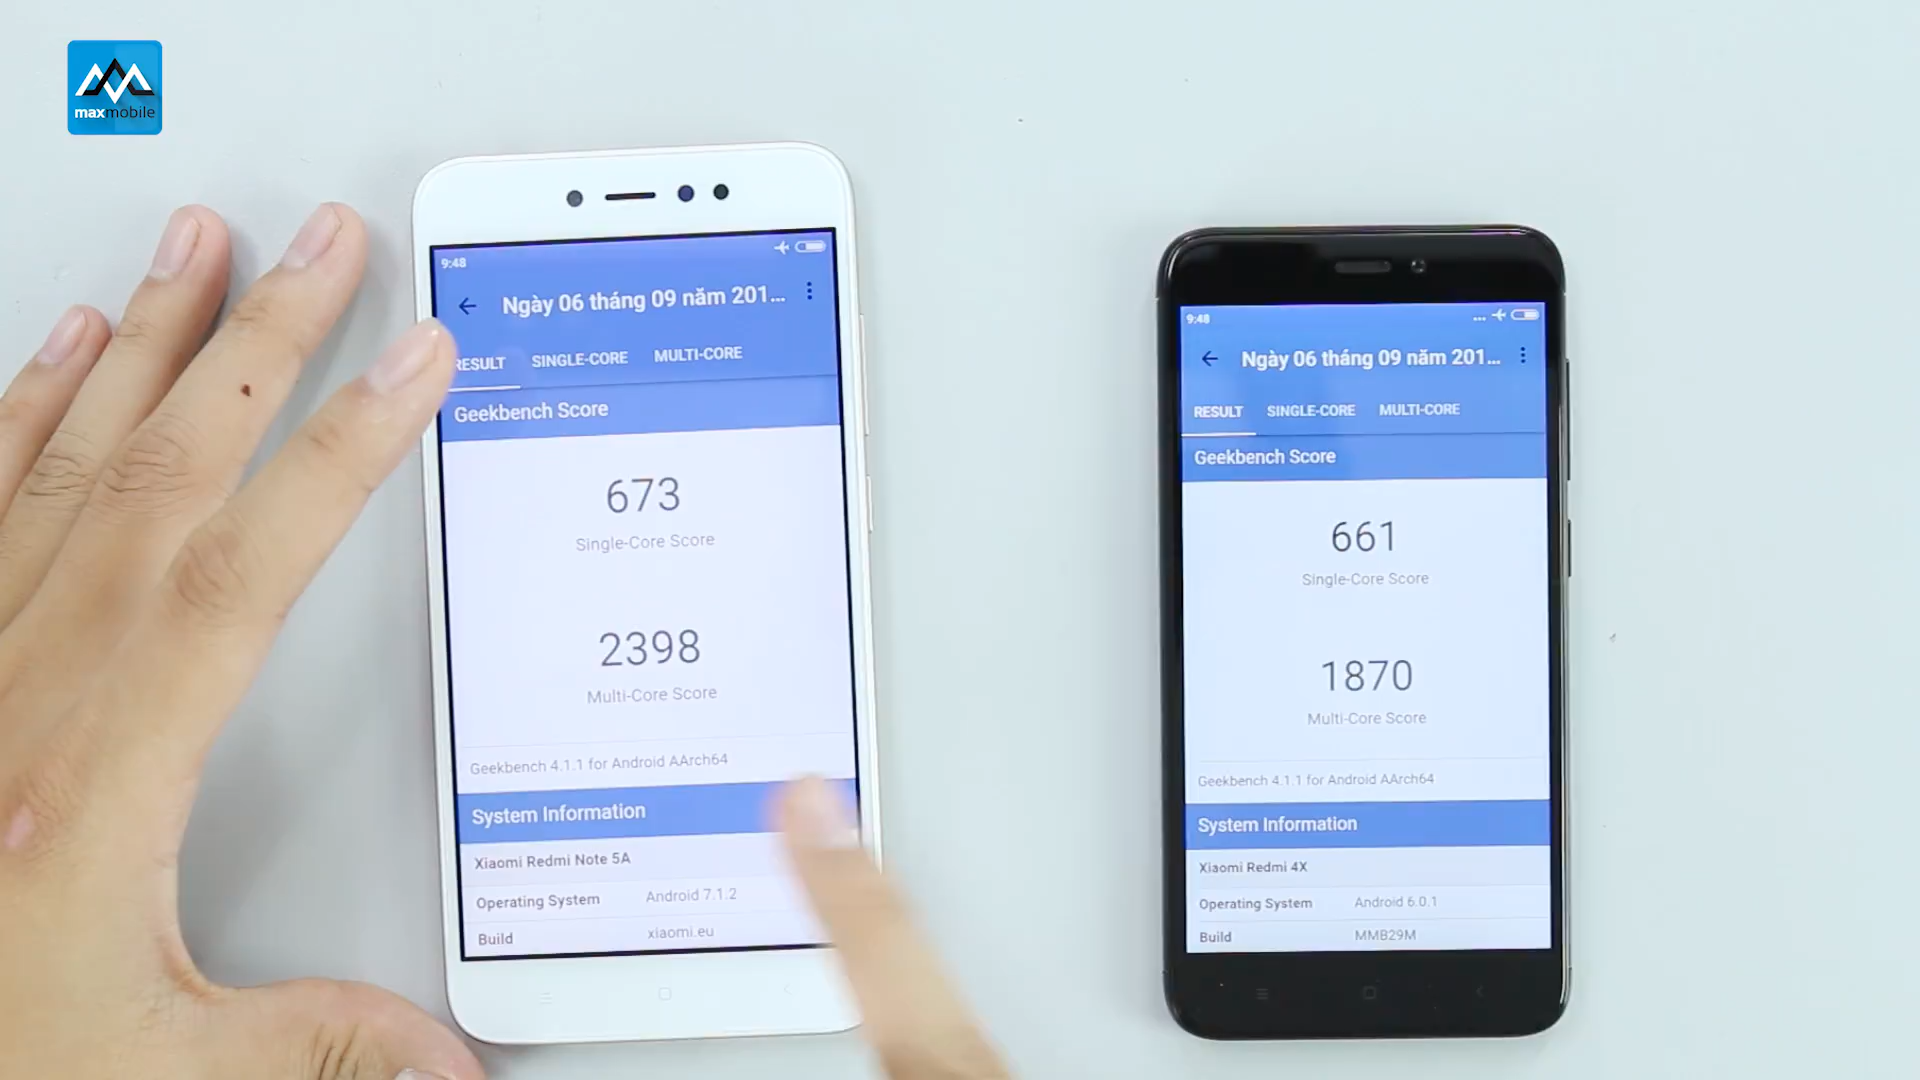 maxmobile
9:48
Ngày 06 tháng 09 năm 201...
RESULT SINGLE-CORE MULTI-CORE
Geekbench Score
673
Single-Core Score
2398
Multi-Core Score
Geekbench 4.1.1 for Android AArch64
System Information
Xiaomi Redmi Note 5A
Operating System Android 7.1.2
Build xiaomi.eu
9:48
Ngày 06 tháng 09 năm 201...
RESULT SINGLE-CORE MULTI-CORE
Geekbench Score
661
Single-Core Score
1870
Multi-Core Score
Geekbench 4.1.1 for Android AArch64
System Information
Xiaomi Redmi 4X
Operating System Android 6.0.1
Build MMB29M